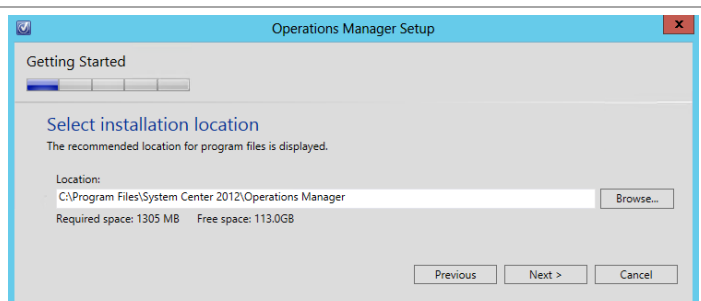 Operations Manager Setup
x
Getting Started
Select installation location
The recommended location for program files is displayed.
Location:
C:\Program Files\System Center 2012\Operations Manager
Browse...
Required space: 1305 MB Free space: 113.0GB
Previous Next > Cancel